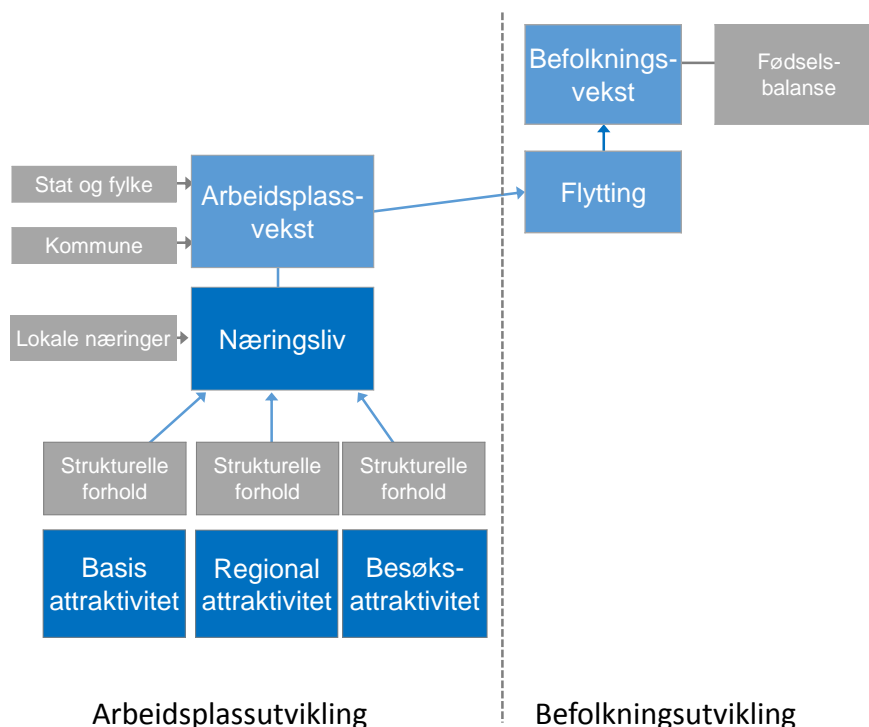 Befolknings-
vekst
Fødsels-
balanse
Stat og fylke
Arbeidsplass-
vekst
Flytting
Kommune
Lokale næringer
Næringsliv
Strukturelle
forhold
Strukturelle
forhold
Strukturelle
forhold
Basis
attraktivitet
Regional
attraktivitet
Besøks-
attraktivitet
Arbeidsplassutvikling
Befolkningsutvikling